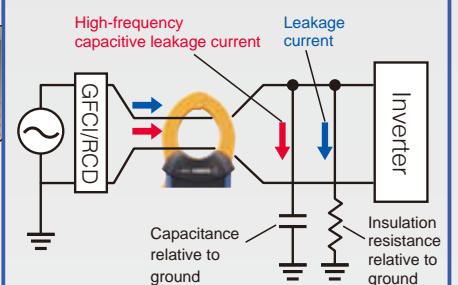 High-frequency
capacitive leakage current
Leakage
current
GFCI/RCD
Inverter
Capacitance
relative to
ground
Insulation
resistance
relative to
ground